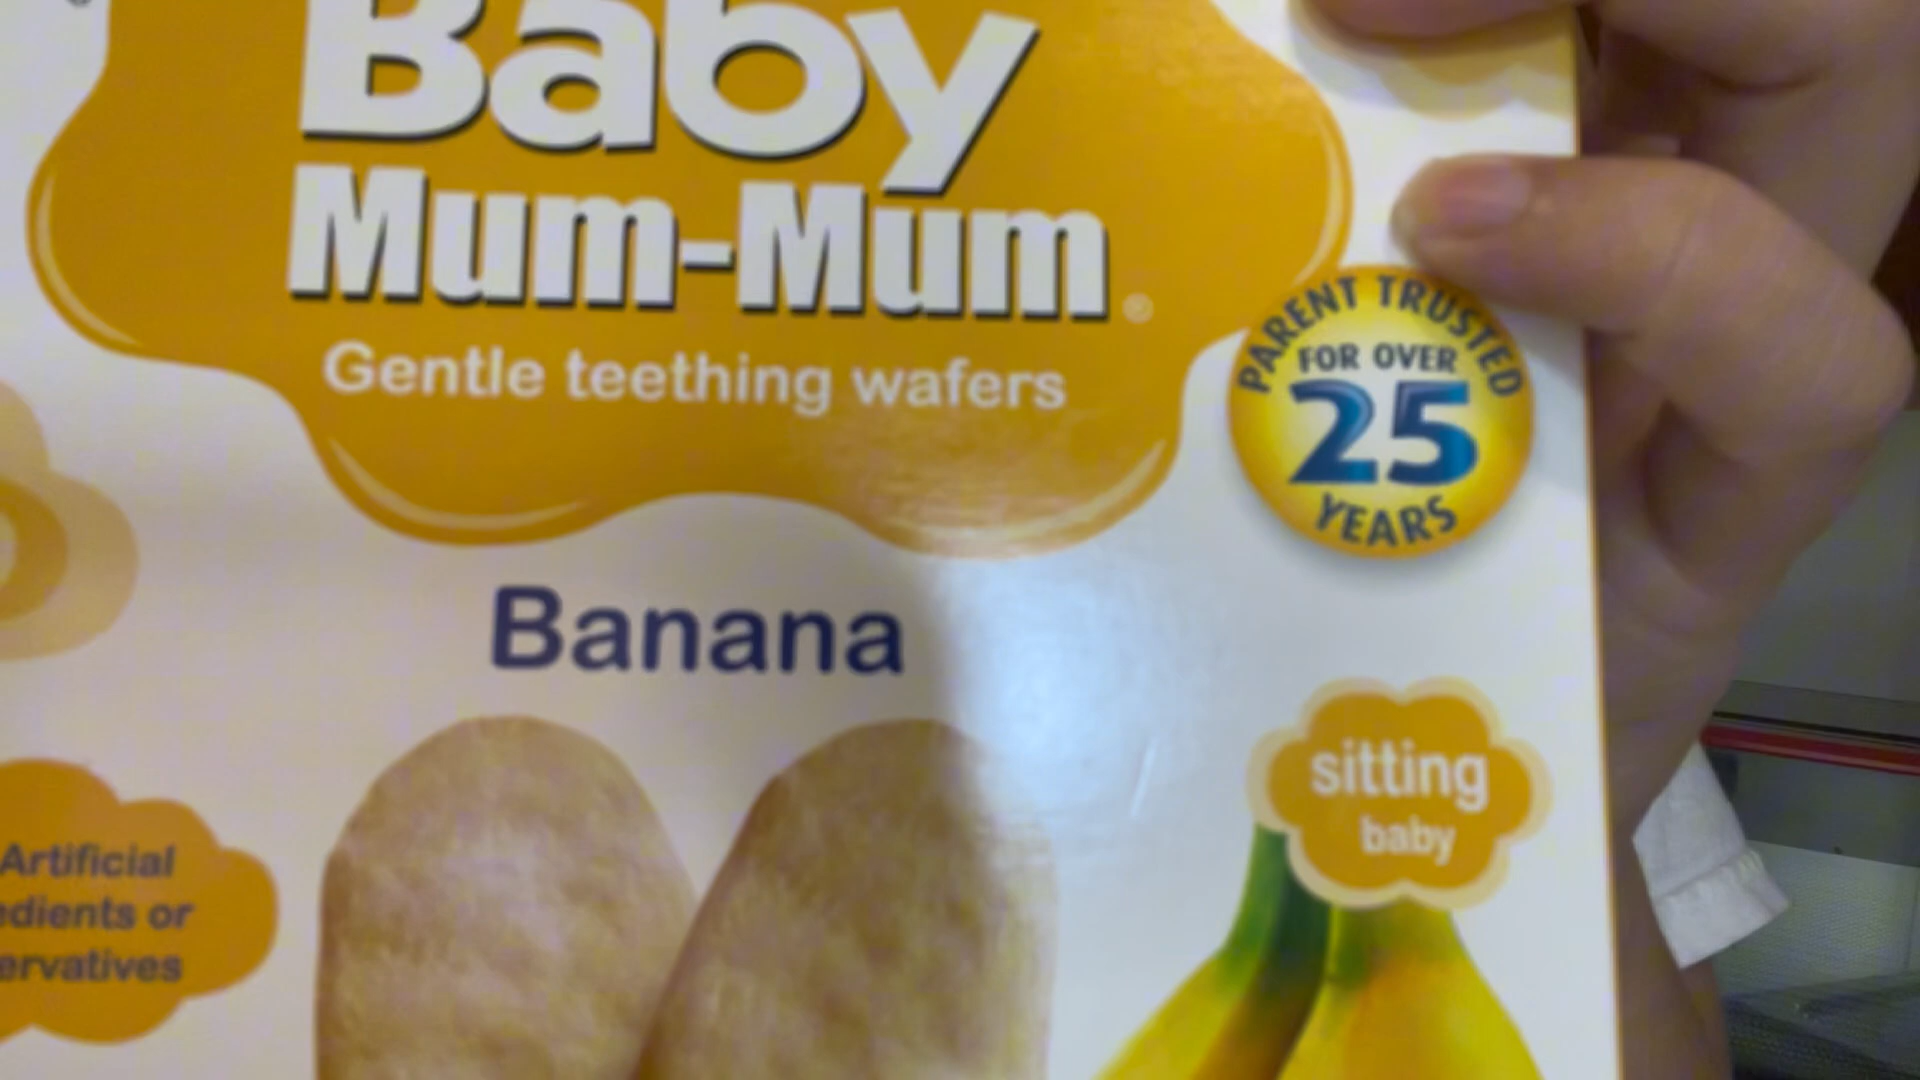 Baby
Mum-Mum®
Gentle teething wafers
PARENT TRUSTED
FOR OVER
25
YEARS
Banana
sitting
baby
Artificial
edients or
ervatives